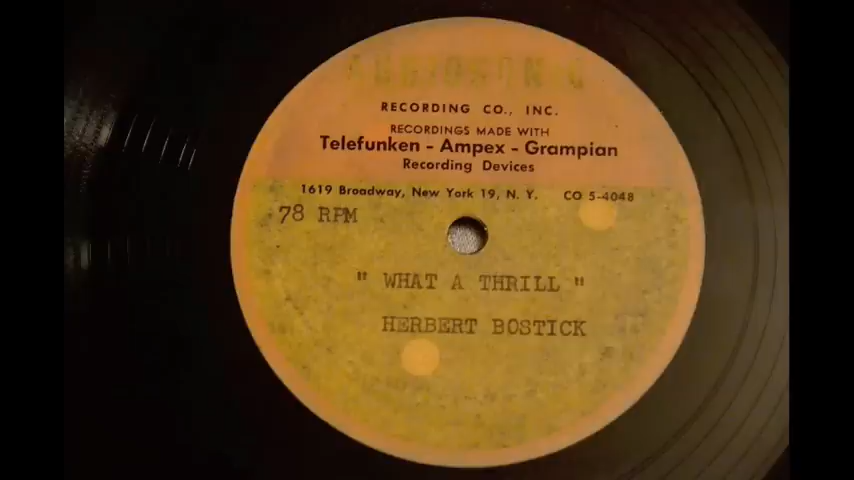 AUDIOSONIC
RECORDING CO., INC.
RECORDINGS MADE WITH
Telefunken - Ampex - Grampian
Recording Devices
1619 Broadway, New York 19, N. Y. CO 5-4048
78 RPM
" WHAT A THRILL "
HERBERT BOSTICK